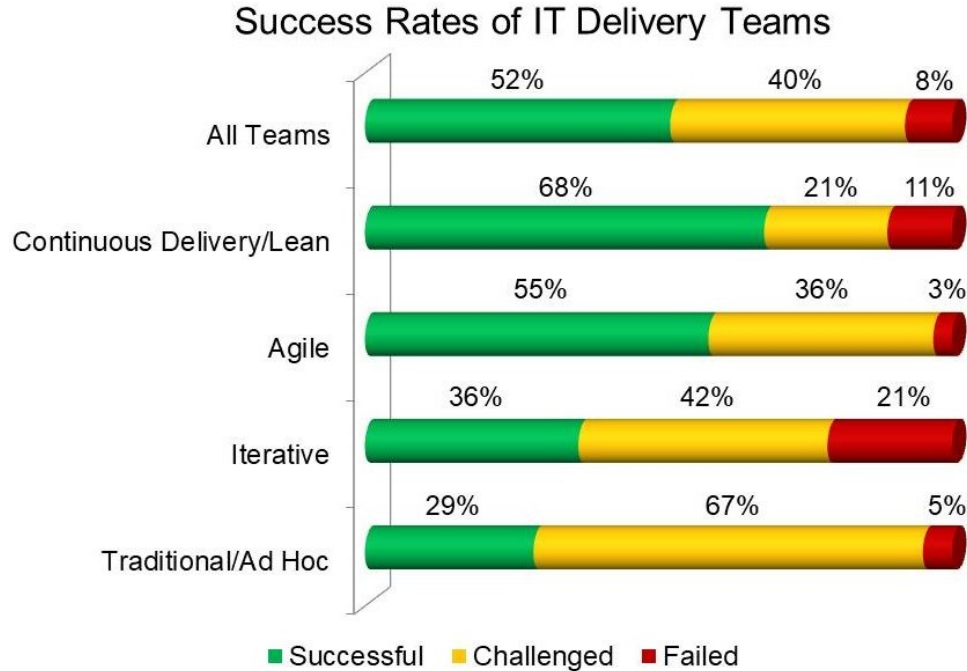 Success Rates of IT Delivery Teams
52% 40% 8%
All Teams
68% 21% 11%
Continuous Delivery/Lean
55% 36% 3%
Agile
36% 42% 21%
Iterative
29% 67% 5%
Traditional/Ad Hoc
Successful Challenged Failed